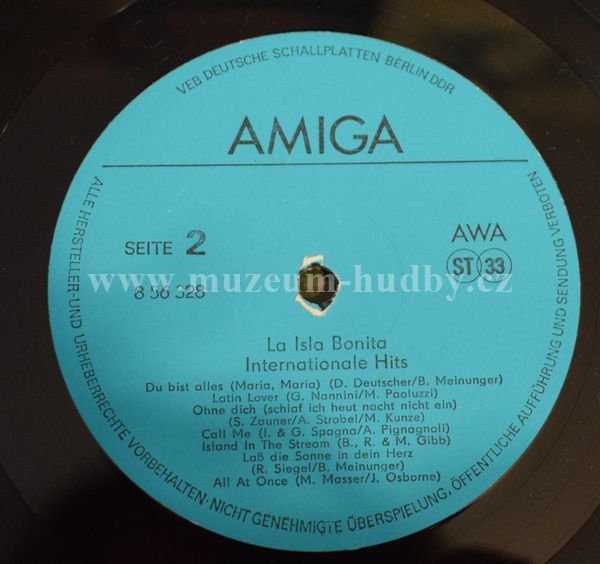 VEB DEUTSCHE SCHALLPLATTEN BERLIN DDR
AMIGA
SEITE 2
AWA
8 56 328
ST 33
www.muzeum-hudby.cz
La Isla Bonita
Internationale Hits
Du bist alles (Maria, Maria) (D. Deutscher/B. Meinunger)
Latin Lover (G. Nannini/M. Paoluzzi)
Ohne dich (schlaf ich heut nacht nicht ein)
(S. Zauner/A. Strobel/M. Kunze)
Call Me (I. & G. Spagna/A. Pignagnoli)
Island In The Stream (B., R. & M. Gibb)
Laß die Sonne in dein Herz
(R. Siegel/B. Meinunger)
All At Once (M. Masser/J. Osborne)
ALLE HERSTELLER-UND URHEBERRECHTE VORBEHALTEN-NICHT GENEHMIGTE ÜBERSPIELUNG, ÖFFENTLICHE AUFFÜHRUNG UND SENDUNG VERBOTEN